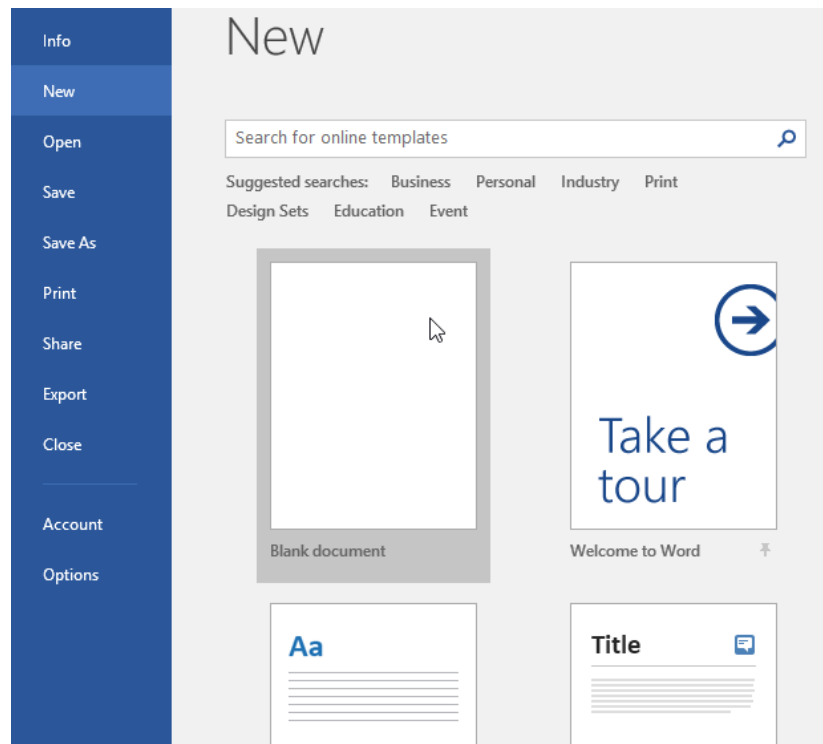 Info
New
Open
Save
Save As
Print
Share
Export
Close
Account
Options
New
Search for online templates
Suggested searches: Business Personal Industry Print
Design Sets Education Event
Take a
tour
Blank document
Welcome to Word
Aa
Title